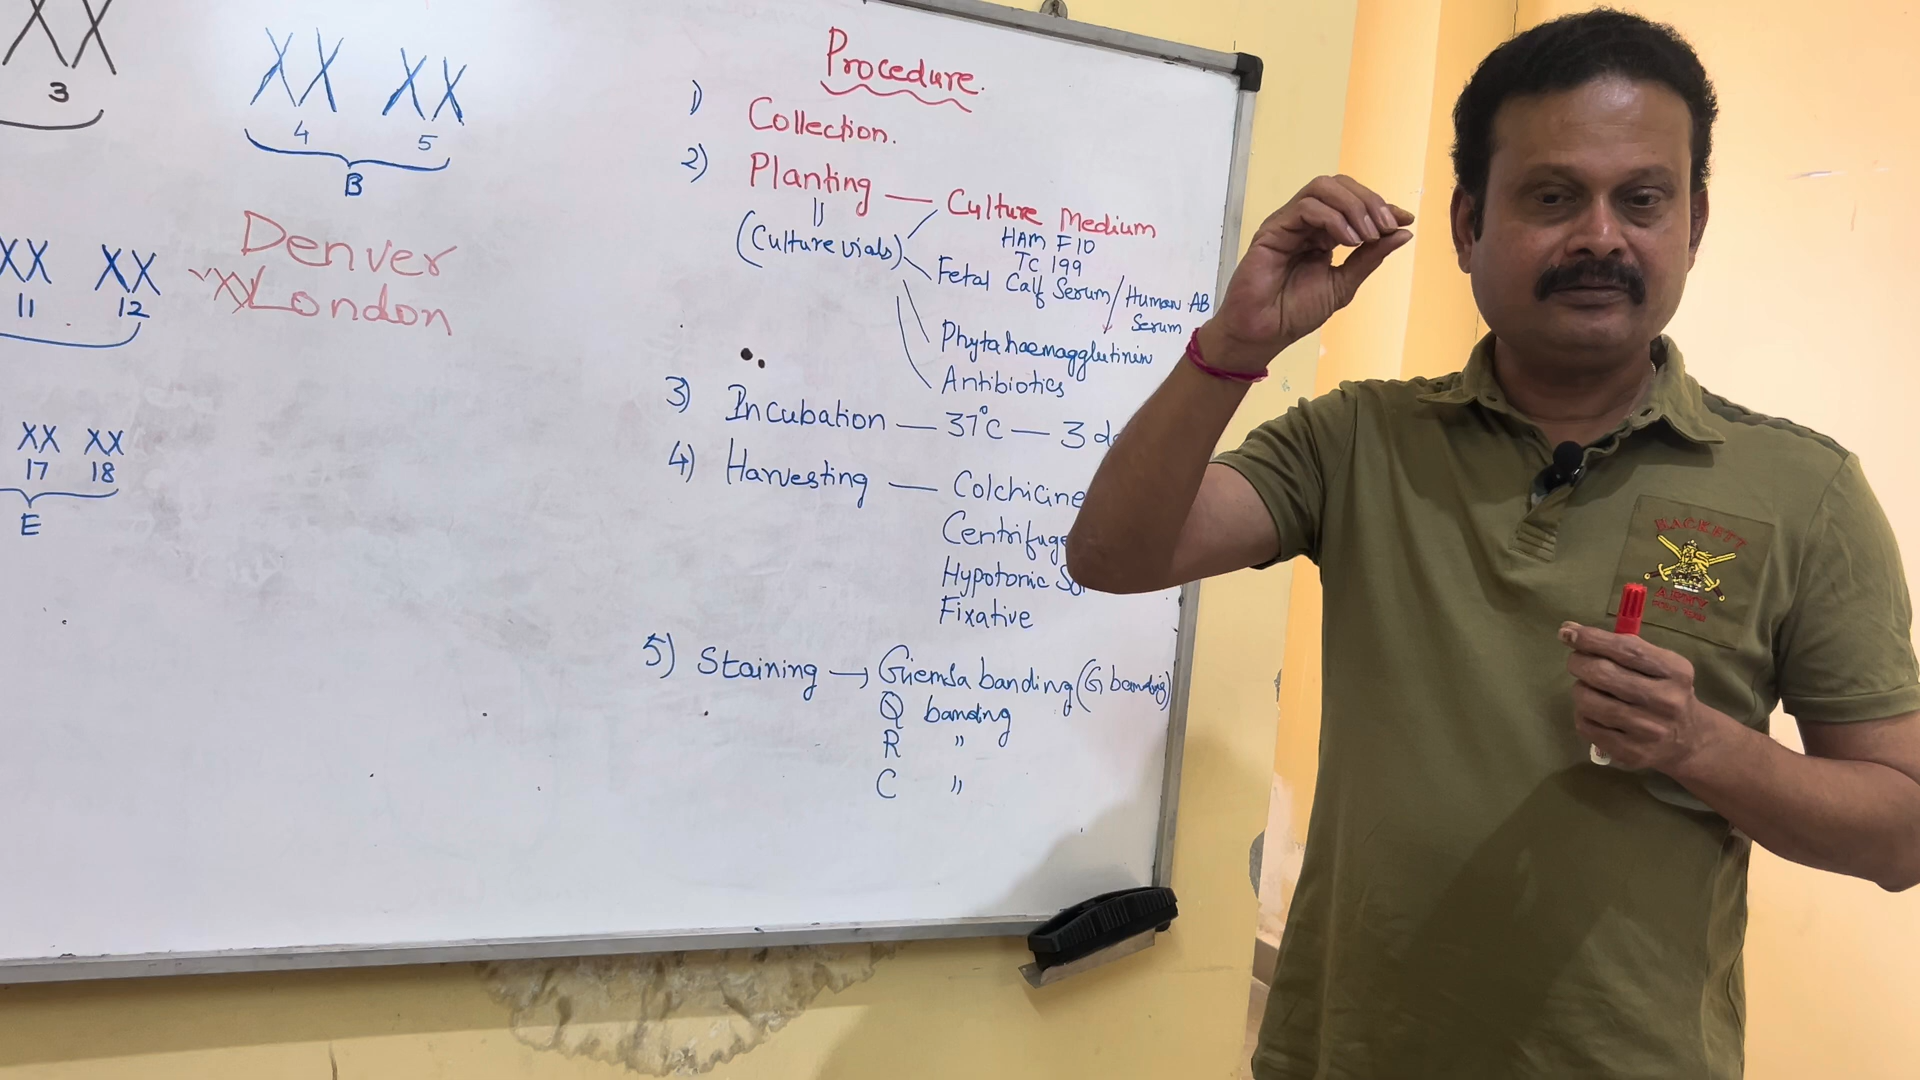 XX
3
XX XX
4 5
B
Denver
London
XX XX
11 12
XX XX
17 18
E
Procedure.
1) Collection.
2) Planting — Culture Medium
(Culture vials)
HAM F10
TC 199
Fetal Calf Serum / Human AB
Serum
Phytahaemagglutinin
Antibiotics
3) Incubation — 37°C — 3 d
4) Harvesting — Colchicine
Centrifuge
Hypotonic
Fixative
5) Staining → Giemsa banding (G banding)
Q banding
R "
C "